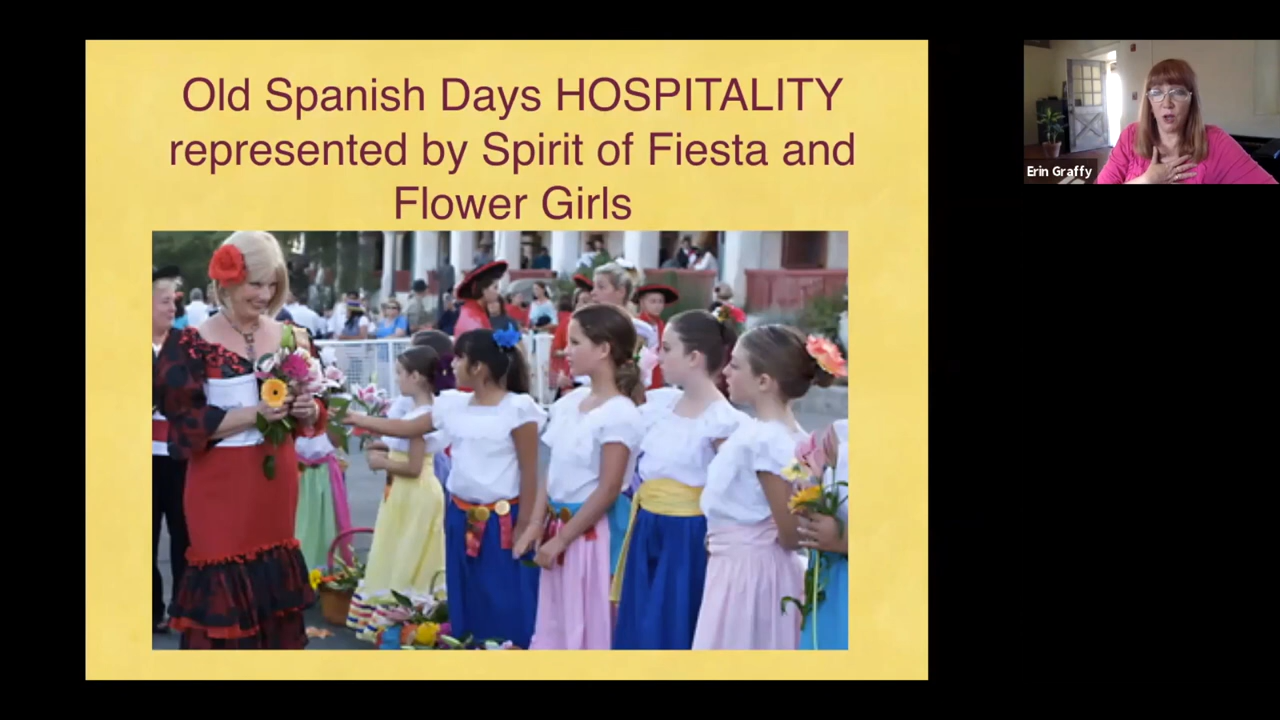 Old Spanish Days HOSPITALITY
represented by Spirit of Fiesta and
Flower Girls
Erin Graffy